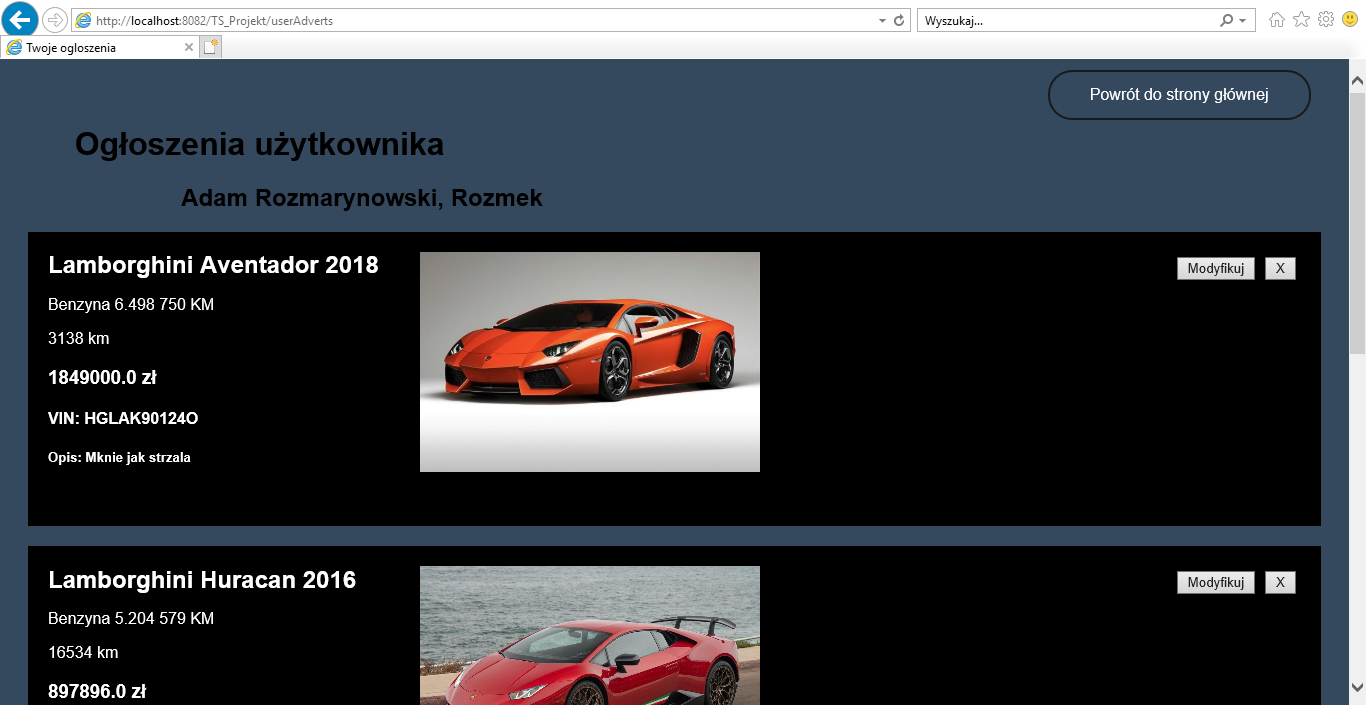 http://localhost:8082/TS_Projekt/userAdverts
Wyszukaj...
Twoje ogloszenia
Powrót do strony głównej
Ogłoszenia użytkownika
Adam Rozmarynowski, Rozmek
Lamborghini Aventador 2018
Modyfikuj X
Benzyna 6.498 750 KM
3138 km
1849000.0 zł
VIN: HGLAK90124O
Opis: Mknie jak strzala
Lamborghini Huracan 2016
Modyfikuj X
Benzyna 5.204 579 KM
16534 km
897896.0 zł